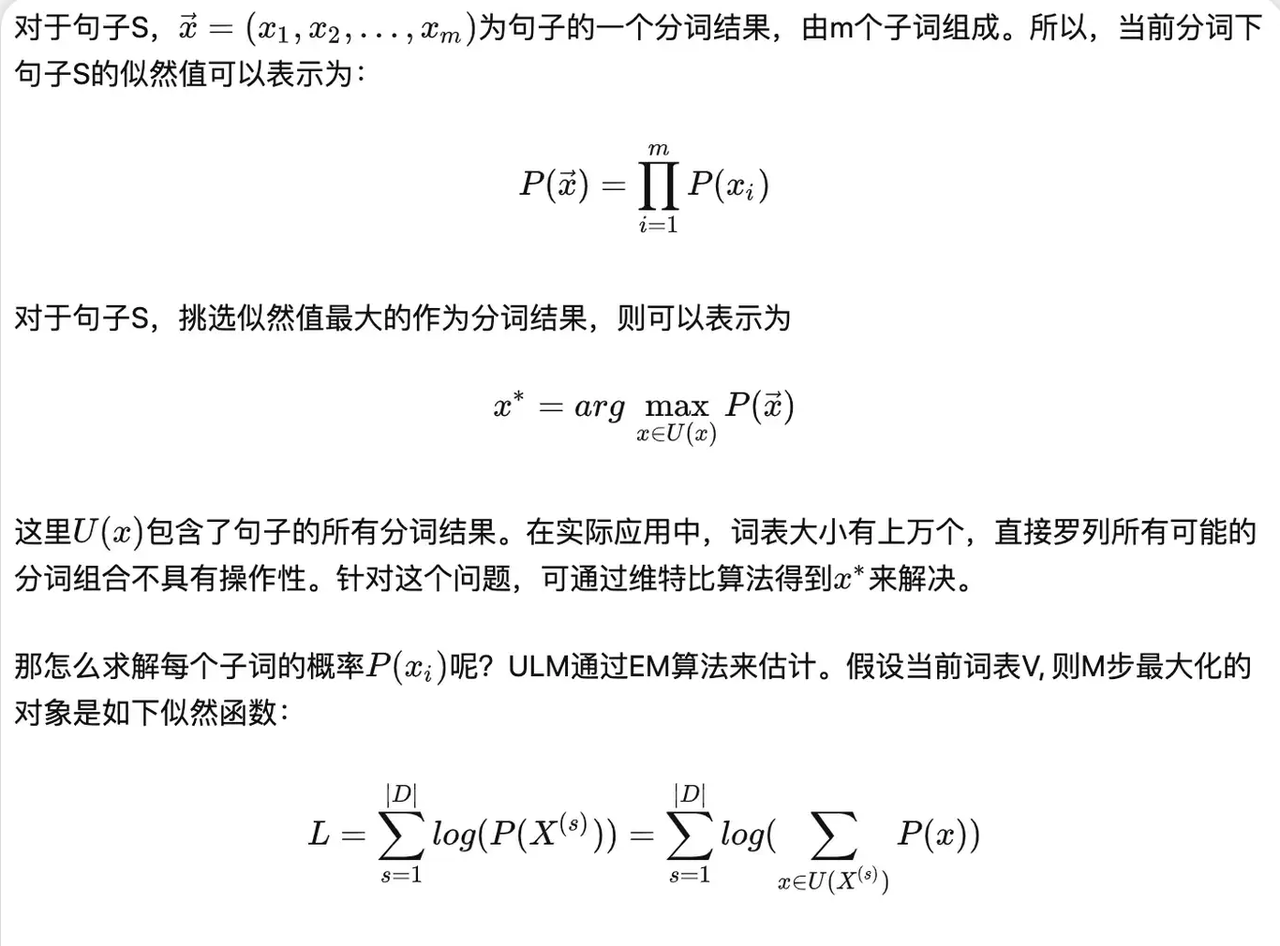 对于句子S，$\vec{x} = (x_1, x_2, \ldots, x_m)$为句子的一个分词结果，由m个子词组成。所以，当前分词下
句子S的似然值可以表示为：
$P(\vec{x}) = \prod_{i=1}^{m} P(x_i)$
对于句子S，挑选似然值最大的作为分词结果，则可以表示为
$x^* = arg \max_{x \in U(x)} P(\vec{x})$
这里$U(x)$包含了句子的所有分词结果。在实际应用中，词表大小有上万个，直接罗列所有可能的
分词组合不具有操作性。针对这个问题，可通过维特比算法得到$x^*$来解决。
那怎么求解每个子词的概率$P(x_i)$呢？ULM通过EM算法来估计。假设当前词表V, 则M步最大化的
对象是如下似然函数：
$L = \sum_{s=1}^{|D|} log(P(X^{(s)})) = \sum_{s=1}^{|D|} log( \sum_{x \in U(X^{(s)})} P(x))$